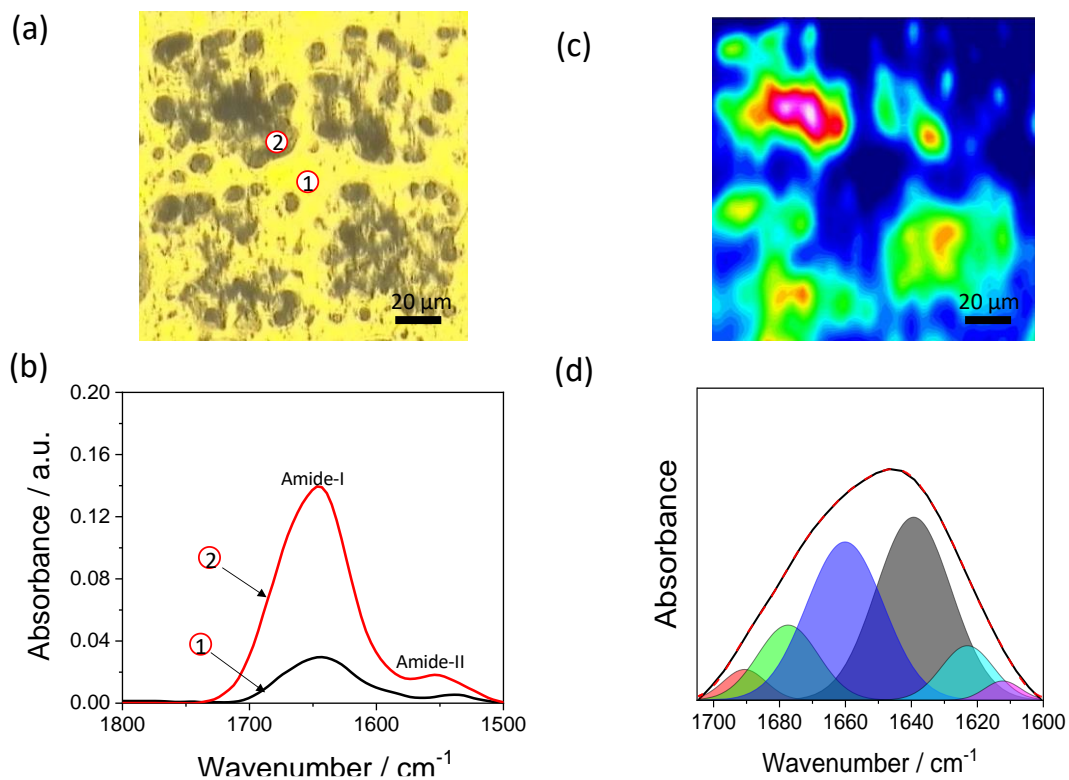 (a)
2
1
20 μm
(c)
20 μm
(b)
0.20
0.16
0.12
0.08
0.04
0.00
Absorbance / a.u.
Amide-I
2
1
Amide-II
1800
1700
1600
1500
Wavenumber / cm⁻¹
(d)
Absorbance
1700
1680
1660
1640
1620
1600
Wavenumber / cm⁻¹